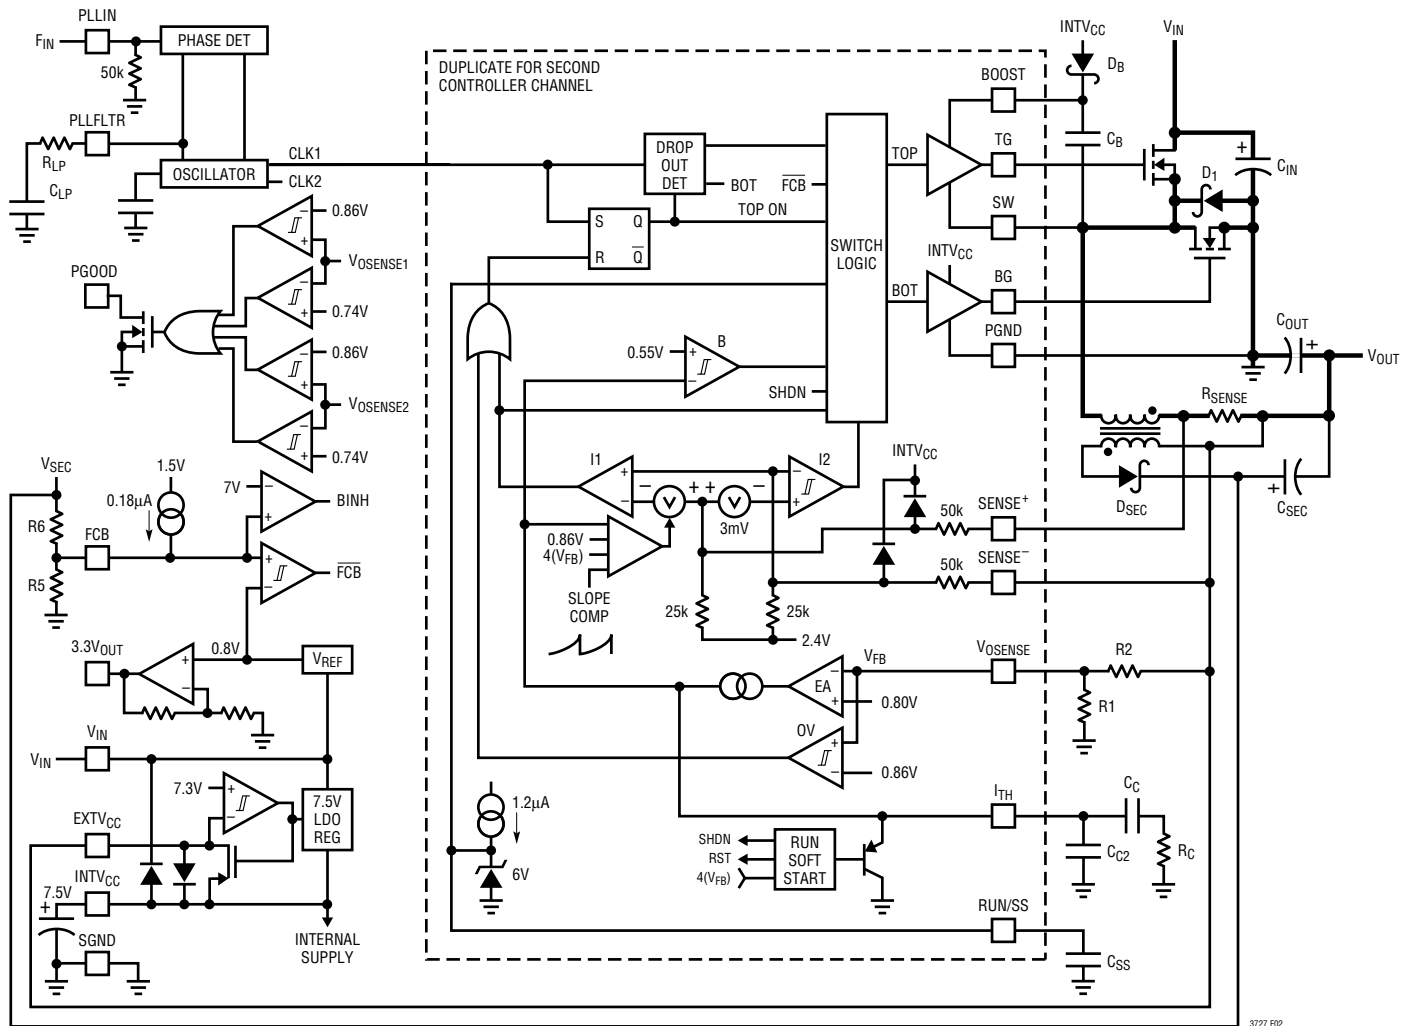 PLLIN
F_IN
PHASE DET
50k
PLLFLTR
R_LP
C_LP
OSCILLATOR
CLK1
CLK2
0.86V
V_OSENSE1
0.74V
PGOOD
0.86V
V_OSENSE2
0.74V
V_SEC
1.5V
0.18µA
7V
BINH
R6
FCB
R5
F̅C̅B̅
3.3V_OUT
0.8V
V_REF
V_IN
V_IN
7.3V
EXTV_CC
7.5V
LDO
REG
INTV_CC
7.5V
SGND
INTERNAL
SUPPLY
DUPLICATE FOR SECOND
CONTROLLER CHANNEL
DROP
OUT
DET
BOT
F̅C̅B̅
TOP ON
S
Q
R
Q̅
SWITCH
LOGIC
TOP
BOT
INTV_CC
0.55V
B
SHDN
I1
I2
3mV
0.86V
4(V_FB)
SLOPE
COMP
25k
25k
2.4V
INTV_CC
50k
50k
V_FB
EA
0.80V
OV
0.86V
1.2µA
6V
SHDN
RST
4(V_FB)
RUN
SOFT
START
BOOST
TG
SW
BG
PGND
SENSE+
SENSE−
V_OSENSE
I_TH
RUN/SS
INTV_CC
V_IN
D_B
C_B
C_IN
D_1
C_OUT
V_OUT
R_SENSE
D_SEC
C_SEC
R2
R1
C_C
C_C2
R_C
C_SS
3727 F02